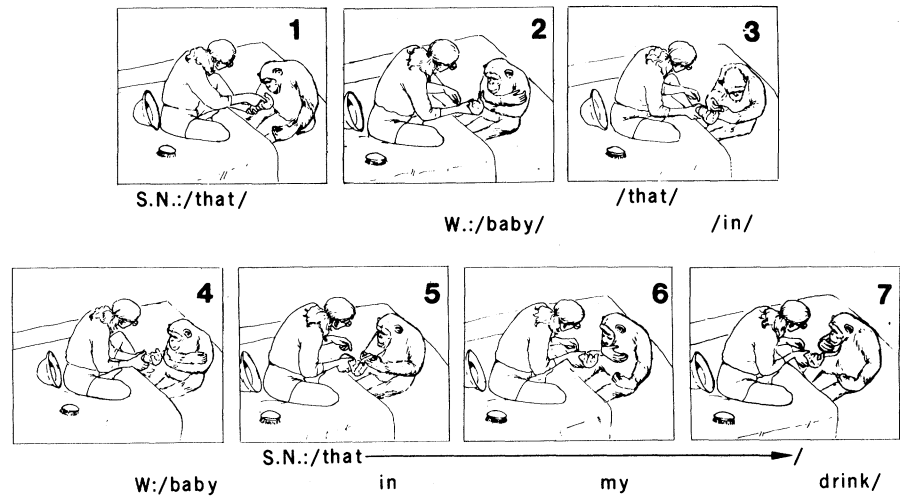 1 2 3
S.N.:/that/ /that/
W.:/baby/ /in/
4 5 6 7
S.N.:/that /
W:/baby in my drink/